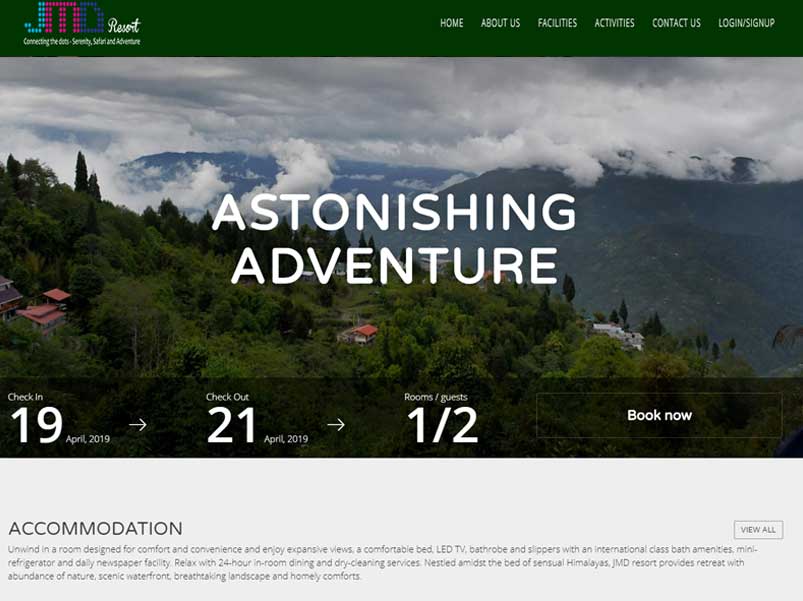 JMD Resort
Connecting the dots - Serenity, Safari and Adventure
HOME ABOUT US FACILITIES ACTIVITIES CONTACT US LOGIN/SIGNUP
ASTONISHING
ADVENTURE
Check In
19 April, 2019
Check Out
21 April, 2019
Rooms / guests
1/2
Book now
ACCOMMODATION
VIEW ALL
Unwind in a room designed for comfort and convenience and enjoy expansive views, a comfortable bed, LED TV, bathrobe and slippers with an international class bath amenities, mini-
refrigerator and daily newspaper facility. Relax with 24-hour in-room dining and dry-cleaning services. Nestled amidst the bed of sensual Himalayas, JMD resort provides retreat with
abundance of nature, scenic waterfront, breathtaking landscape and homely comforts.